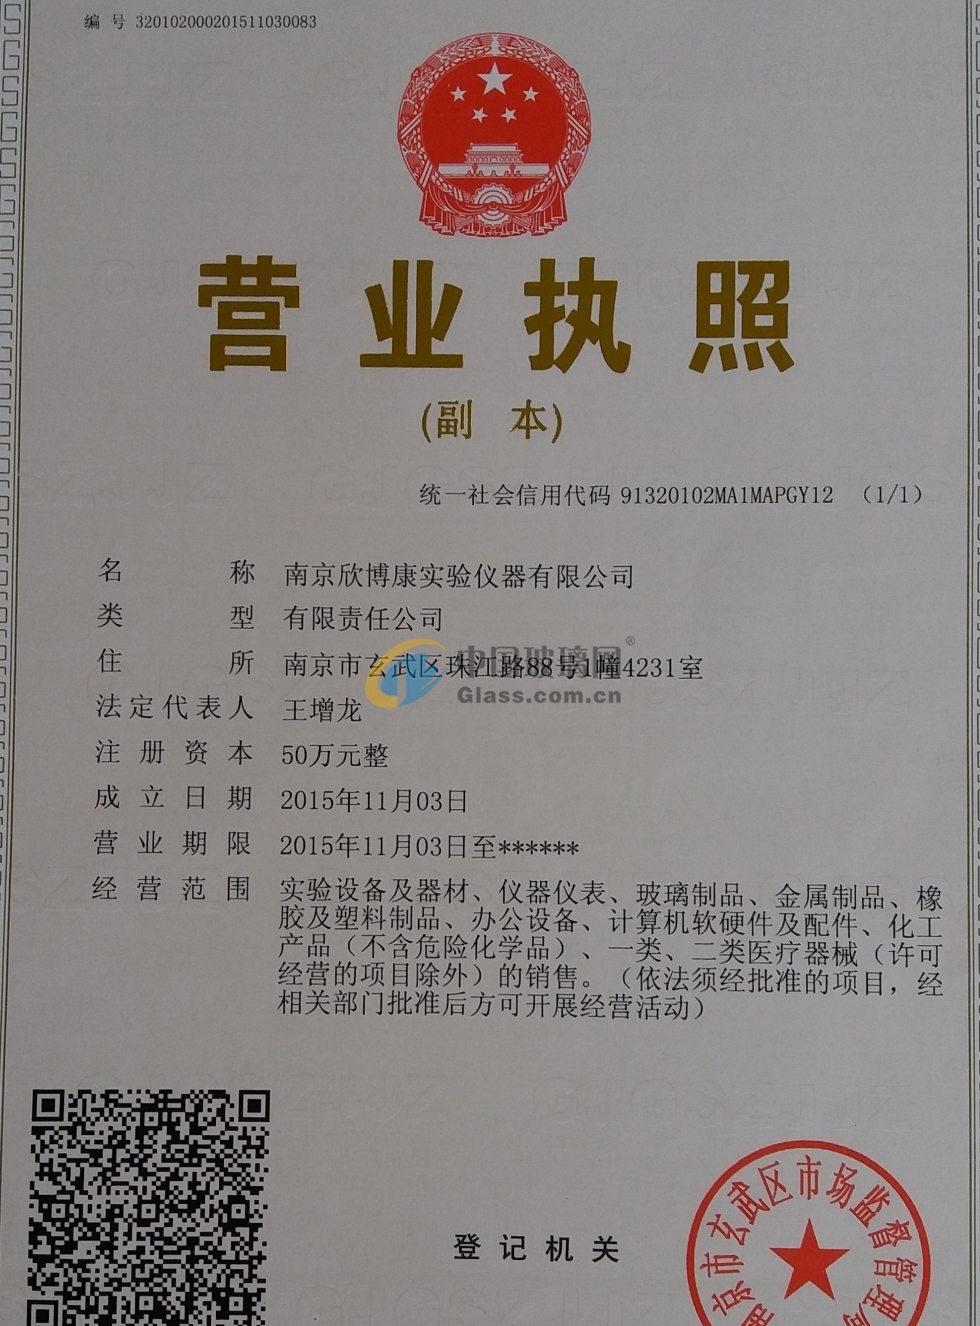 编 号 320102000201511030083
营业执照
(副 本)
统一社会信用代码 91320102MA1MAPGY12 （1/1）
名 称 南京欣博康实验仪器有限公司
类 型 有限责任公司
住 所 南京市玄武区珠江路88号1幢4231室
中国玻璃网®
Glass.com.cn
法定代表人 王增龙
注 册 资 本 50万元整
成 立 日 期 2015年11月03日
营 业 期 限 2015年11月03日至******
经 营 范 围 实验设备及器材、仪器仪表、玻璃制品、金属制品、橡
胶及塑料制品、办公设备、计算机软硬件及配件、化工
产品（不含危险化学品）、一类、二类医疗器械（许可
经营的项目除外）的销售。（依法须经批准的项目，经
相关部门批准后方可开展经营活动）
登 记 机 关
南京市玄武区市场监督管理局